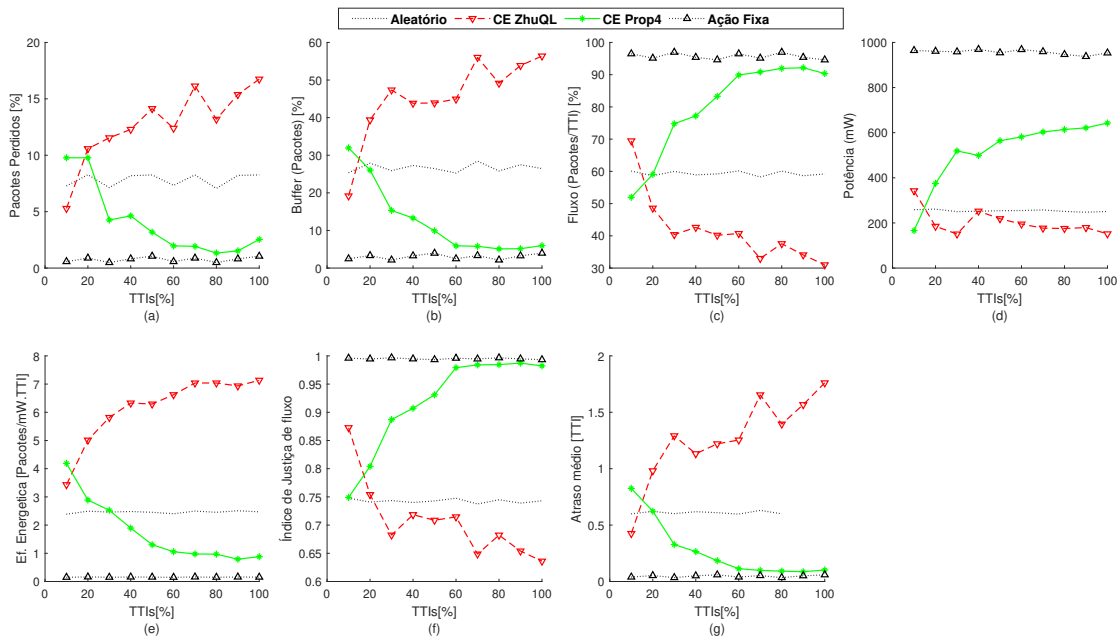 Aleatório CE ZhuQL CE Prop4 Ação Fixa
Pacotes Perdidos [%]
20
15
10
5
0
0 20 40 60 80 100
TTIs[%]
(a)
Buffer (Pacotes) [%]
60
50
40
30
20
10
0
0 20 40 60 80 100
TTIs[%]
(b)
Fluxo (Pacotes/TTI) [%]
100
90
80
70
60
50
40
30
0 20 40 60 80 100
TTIs[%]
(c)
Potência (mW)
1000
800
600
400
200
0
0 20 40 60 80 100
TTIs[%]
(d)
Ef. Energetica [Pacotes/mW.TTI]
8
7
6
5
4
3
2
1
0
0 20 40 60 80 100
TTIs[%]
(e)
Índice de Justiça de fluxo
1
0.95
0.9
0.85
0.8
0.75
0.7
0.65
0.6
0 20 40 60 80 100
TTIs[%]
(f)
Atraso médio [TTI]
2
1.5
1
0.5
0
0 20 40 60 80 100
TTIs[%]
(g)